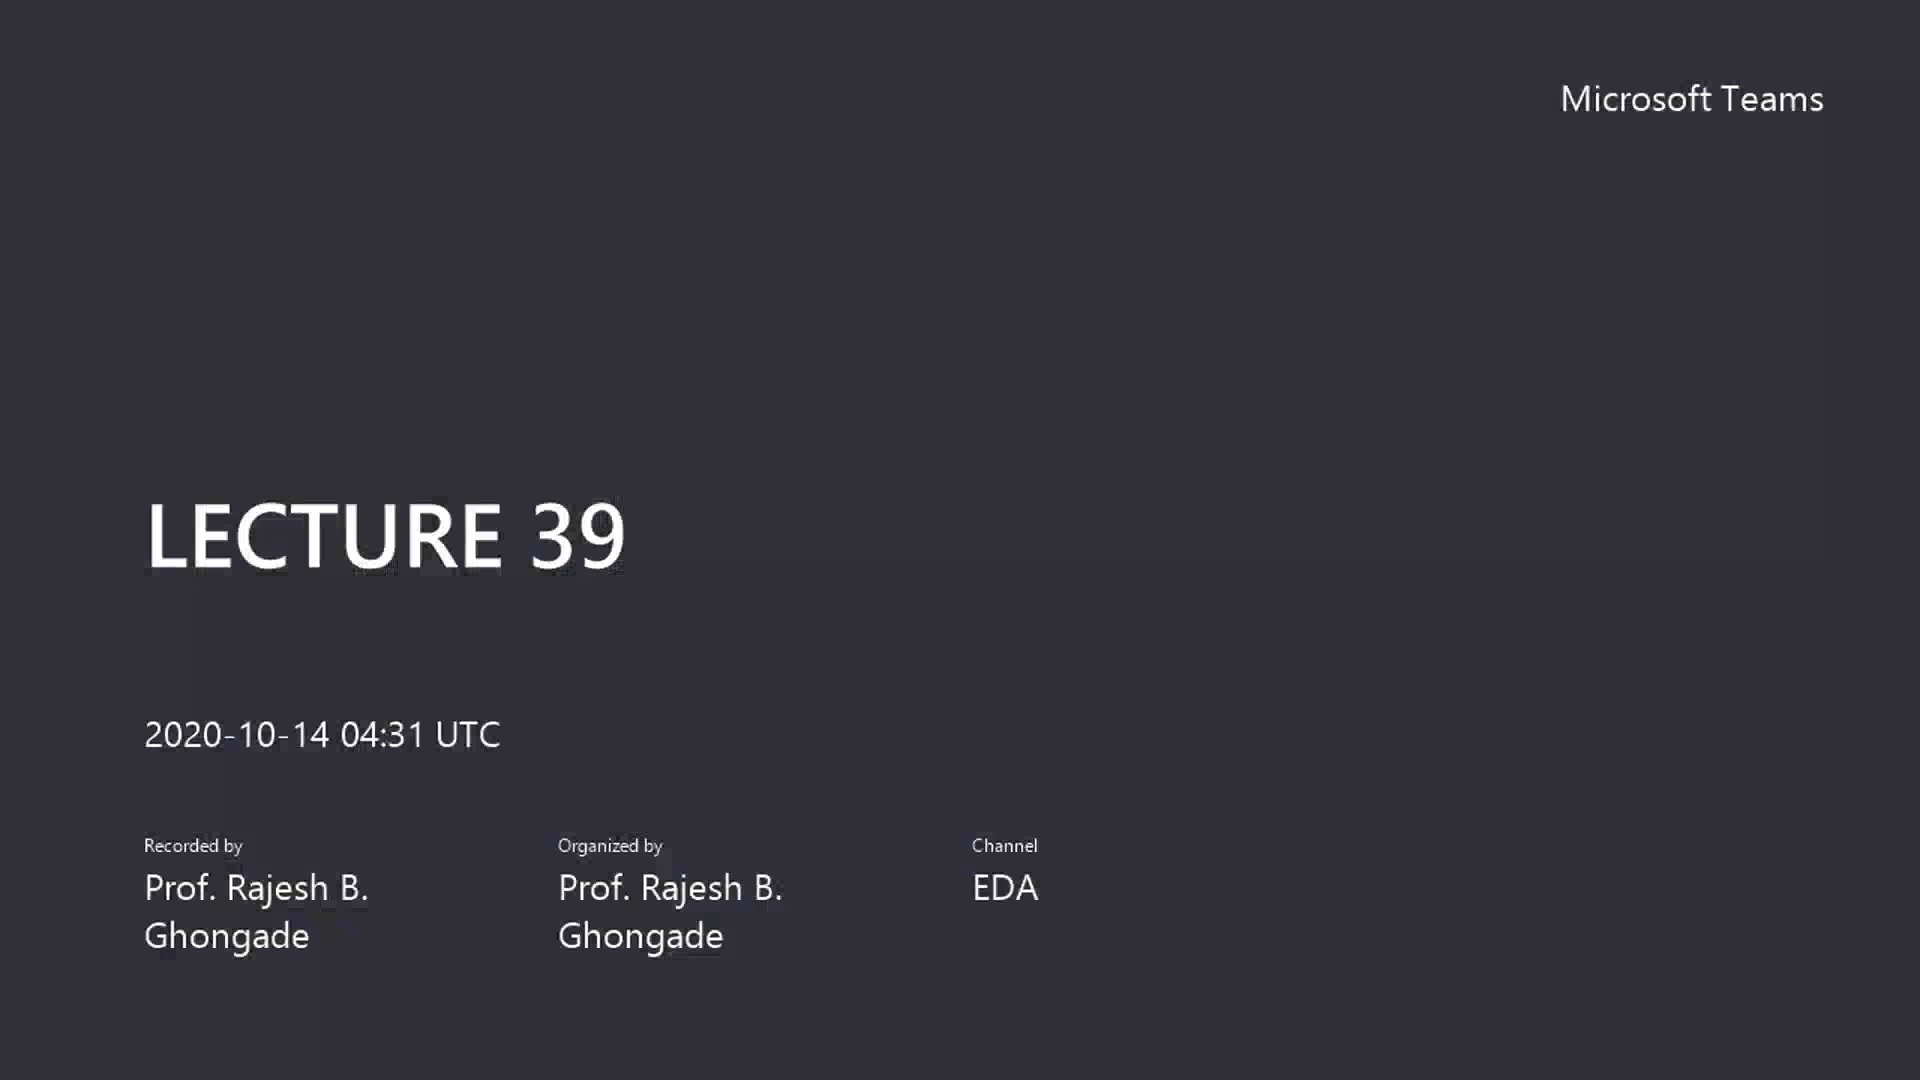 Microsoft Teams
LECTURE 39
2020-10-14 04:31 UTC
Recorded by
Prof. Rajesh B.
Ghongade
Organized by
Prof. Rajesh B.
Ghongade
Channel
EDA